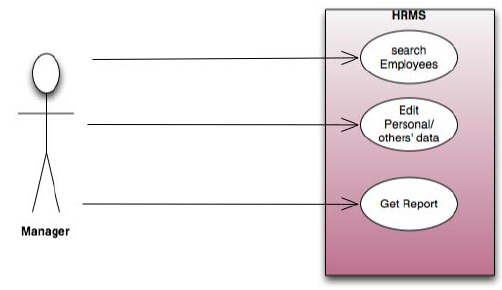 HRMS
search
Employees
Edit
Personal/
others' data
Get Report
Manager